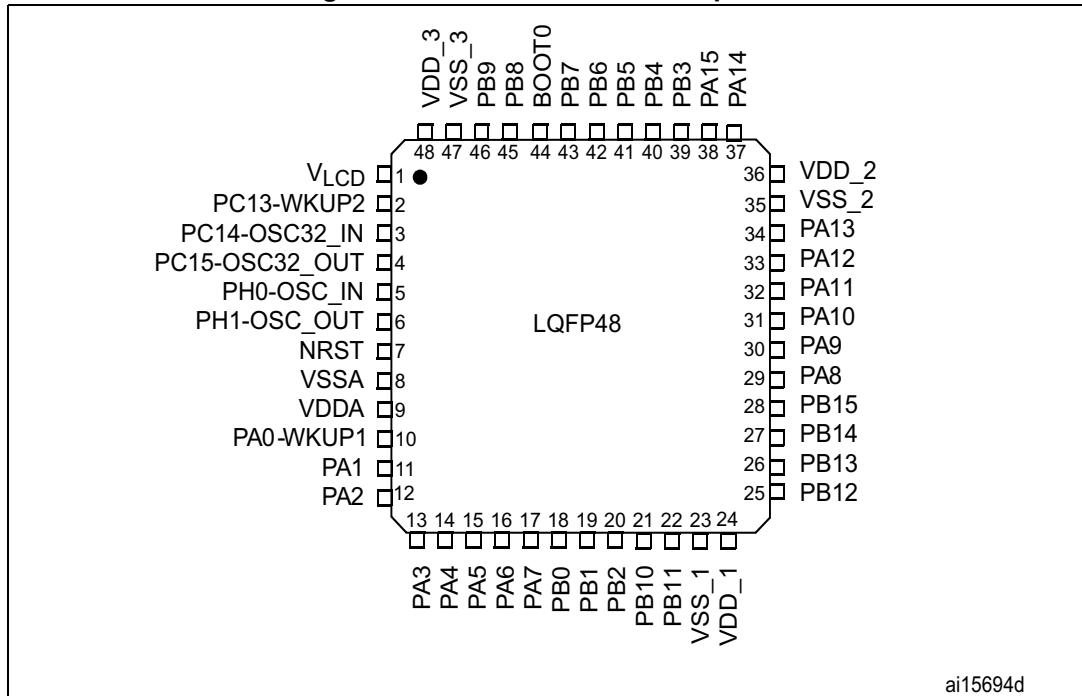 VDD_3
VSS_3
PB9
PB8
BOOT0
PB7
PB6
PB5
PB4
PB3
PA15
PA14
48 47 46 45 44 43 42 41 40 39 38 37
VLCD 1
PC13-WKUP2 2
PC14-OSC32_IN 3
PC15-OSC32_OUT 4
PH0-OSC_IN 5
PH1-OSC_OUT 6
NRST 7
VSSA 8
VDDA 9
PA0-WKUP1 10
PA1 11
PA2 12
LQFP48
36 VDD_2
35 VSS_2
34 PA13
33 PA12
32 PA11
31 PA10
30 PA9
29 PA8
28 PB15
27 PB14
26 PB13
25 PB12
13 14 15 16 17 18 19 20 21 22 23 24
PA3
PA4
PA5
PA6
PA7
PB0
PB1
PB2
PB10
PB11
VSS_1
VDD_1
ai15694d